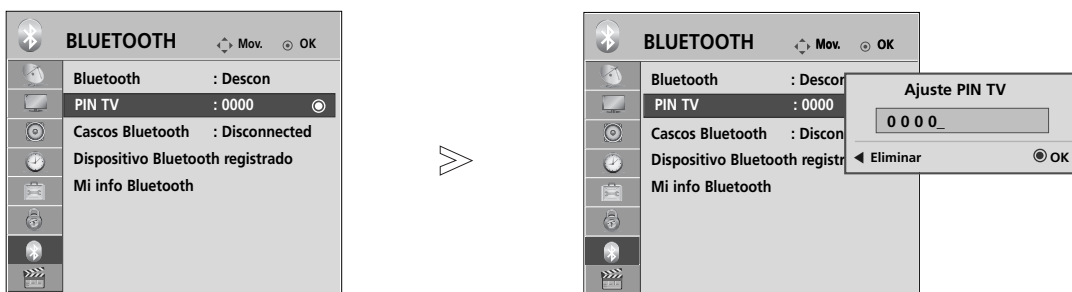 BLUETOOTH Mov. OK
Bluetooth : Descon
PIN TV : 0000
Cascos Bluetooth : Disconnected
Dispositivo Bluetooth registrado
Mi info Bluetooth
BLUETOOTH Mov. OK
Bluetooth : Descon
PIN TV : 0000
Cascos Bluetooth : Discon
Dispositivo Bluetooth registr
Mi info Bluetooth
Ajuste PIN TV
0 0 0 0_
Eliminar OK